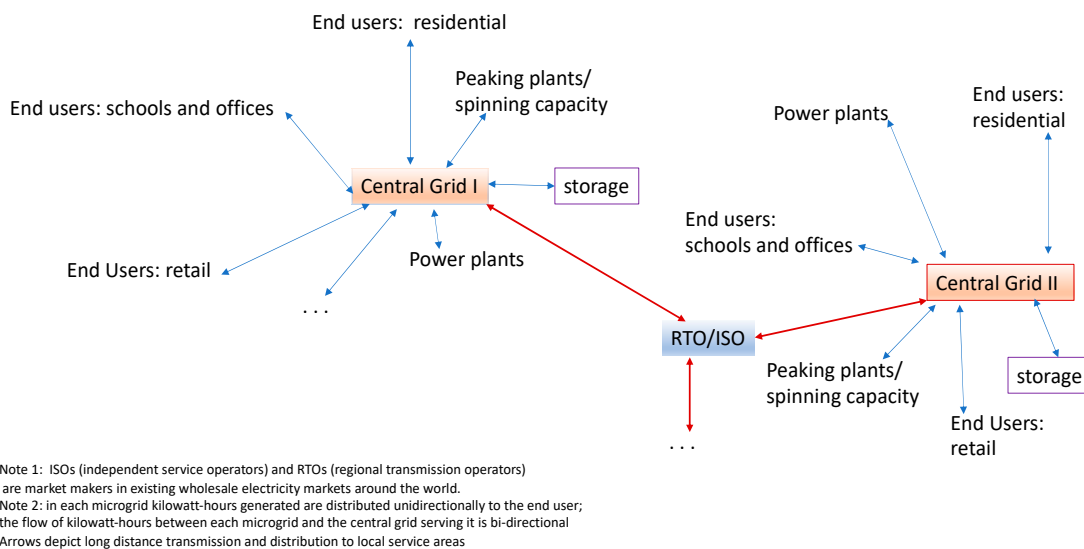 End users: residential
Peaking plants/
spinning capacity
End users: schools and offices
Central Grid I
storage
End Users: retail
Power plants
. . .
Power plants
End users:
residential
End users:
schools and offices
Central Grid II
RTO/ISO
Peaking plants/
spinning capacity
storage
End Users:
retail
. . .
Note 1:  ISOs (independent service operators) and RTOs (regional transmission operators)
are market makers in existing wholesale electricity markets around the world.
Note 2: in each microgrid kilowatt-hours generated are distributed unidirectionally to the end user;
the flow of kilowatt-hours between each microgrid and the central grid serving it is bi-directional
Arrows depict long distance transmission and distribution to local service areas